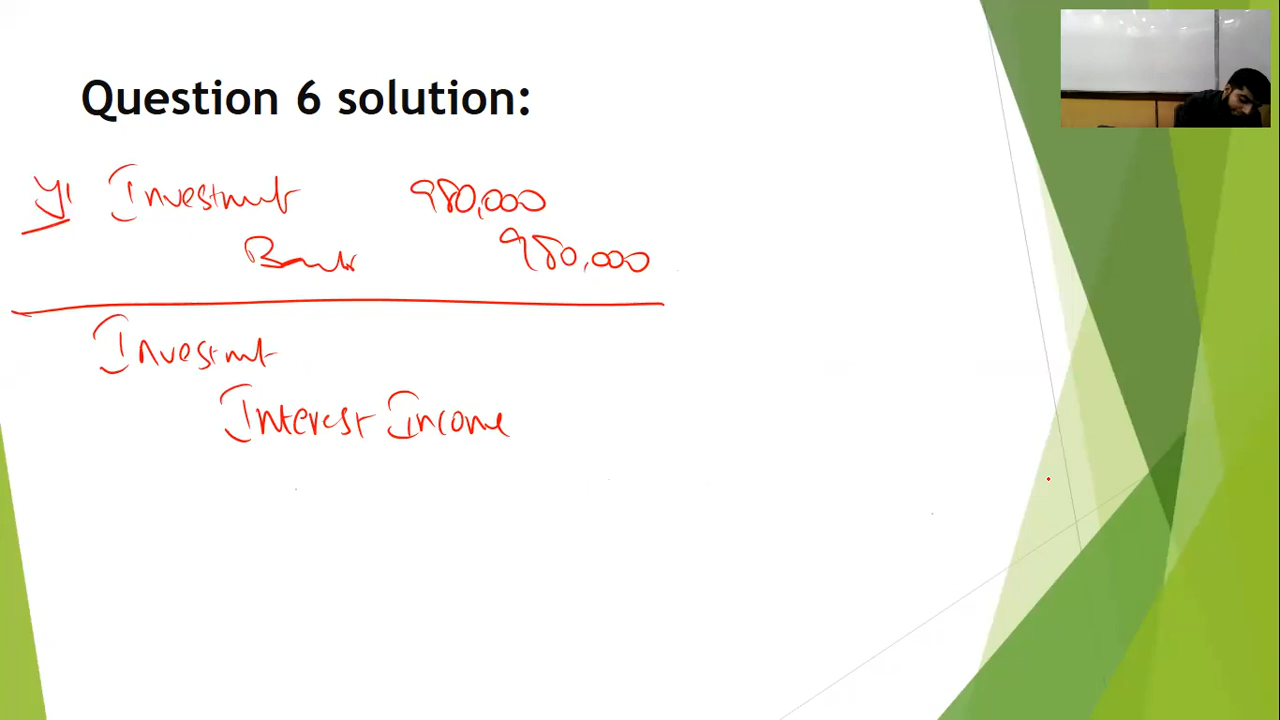 Question 6 solution:
Y1 Investment 980,000
Bank 980,000
Investment
Interest Income